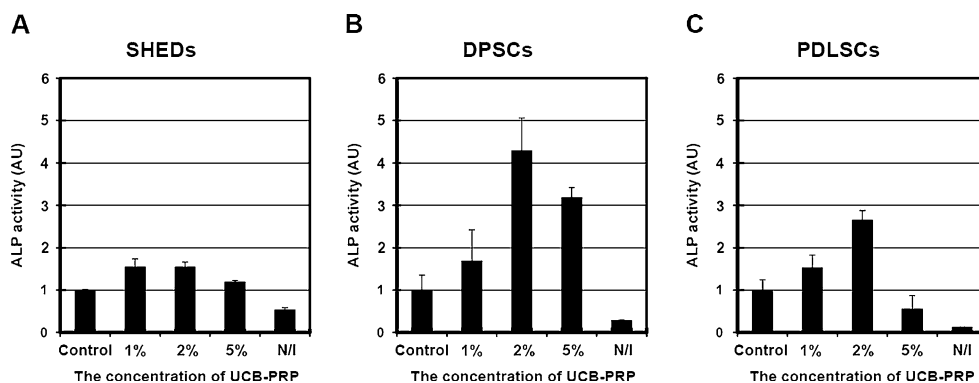 A
SHEDs
ALP activity (AU)
6
5
4
3
2
1
0
Control 1% 2% 5% N/I
The concentration of UCB-PRP
B
DPSCs
ALP activity (AU)
6
5
4
3
2
1
0
Control 1% 2% 5% N/I
The concentration of UCB-PRP
C
PDLSCs
ALP activity (AU)
6
5
4
3
2
1
0
Control 1% 2% 5% N/I
The concentration of UCB-PRP